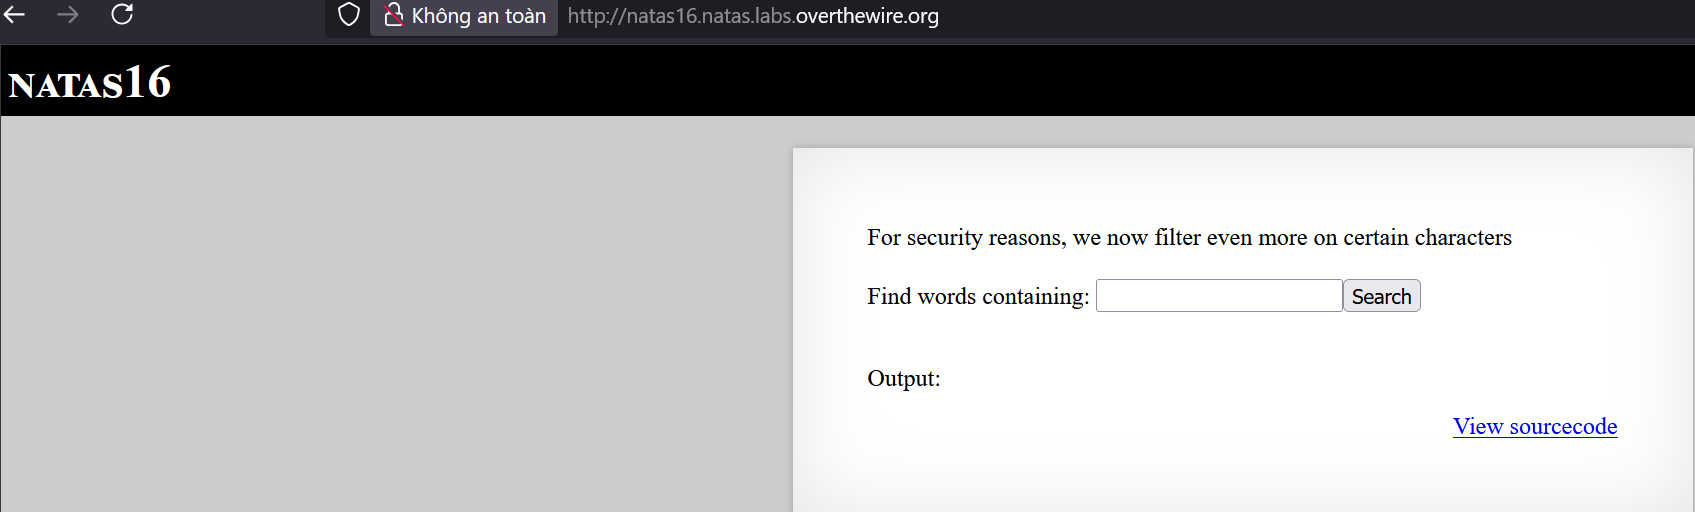 Không an toàn http://natas16.natas.labs.overthewire.org
NATAS16
For security reasons, we now filter even more on certain characters
Find words containing: Search
Output:
View sourcecode